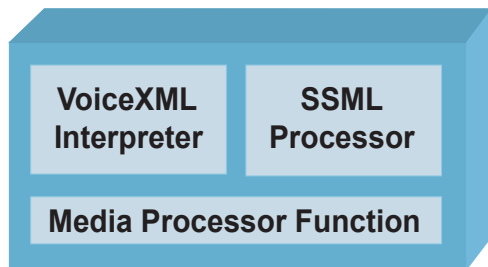 VoiceXML
Interpreter
SSML
Processor
Media Processor Function